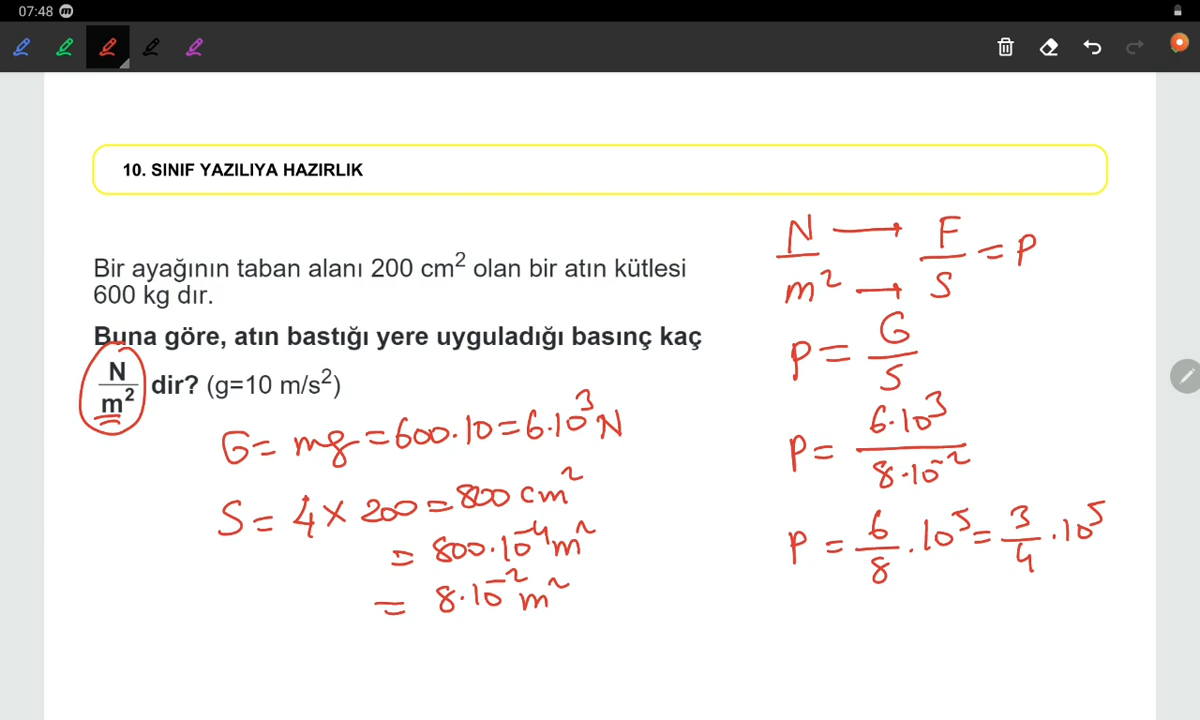 07:48
10. SINIF YAZILIYA HAZIRLIK
Bir ayağının taban alanı 200 cm² olan bir atın kütlesi
600 kg dır.
Buna göre, atın bastığı yere uyguladığı basınç kaç
N/m² dir? (g=10 m/s²)
G = mg = 600.10 = 6.10³ N
S = 4 x 200 = 800 cm²
= 800.10⁻⁴ m²
= 8.10⁻² m²
N/m² → F/S = P
P = G/S
P = 6.10³/8.10⁻²
P = 6/8 . 10⁵ = 3/4 . 10⁵